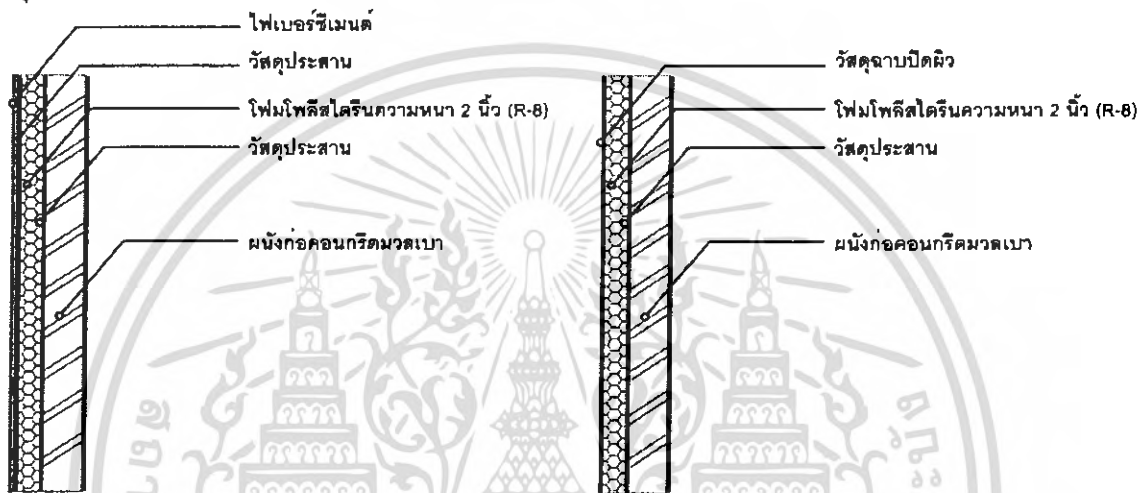 ไฟเบอร์ซีเมนต์
วัสดุประสาน
โฟมโพลีสไตรีนความหนา 2 นิ้ว (R-8)
วัสดุประสาน
ผนังก่อคอนกรีตมวลเบา
วัสดุฉาบปิดผิว
โฟมโพลีสไตรีนความหนา 2 นิ้ว (R-8)
วัสดุประสาน
ผนังก่อคอนกรีตมวลเบา